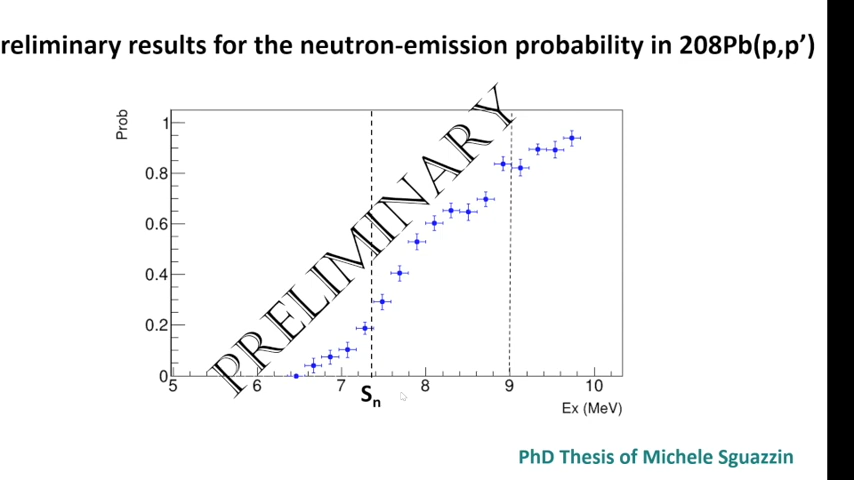 reliminary results for the neutron-emission probability in 208Pb(p,p’)
Prob
1
0.8
0.6
0.4
0.2
0
PRELIMINARY
5 6 7 8 9 10
Sn
Ex (MeV)
PhD Thesis of Michele Sguazzin